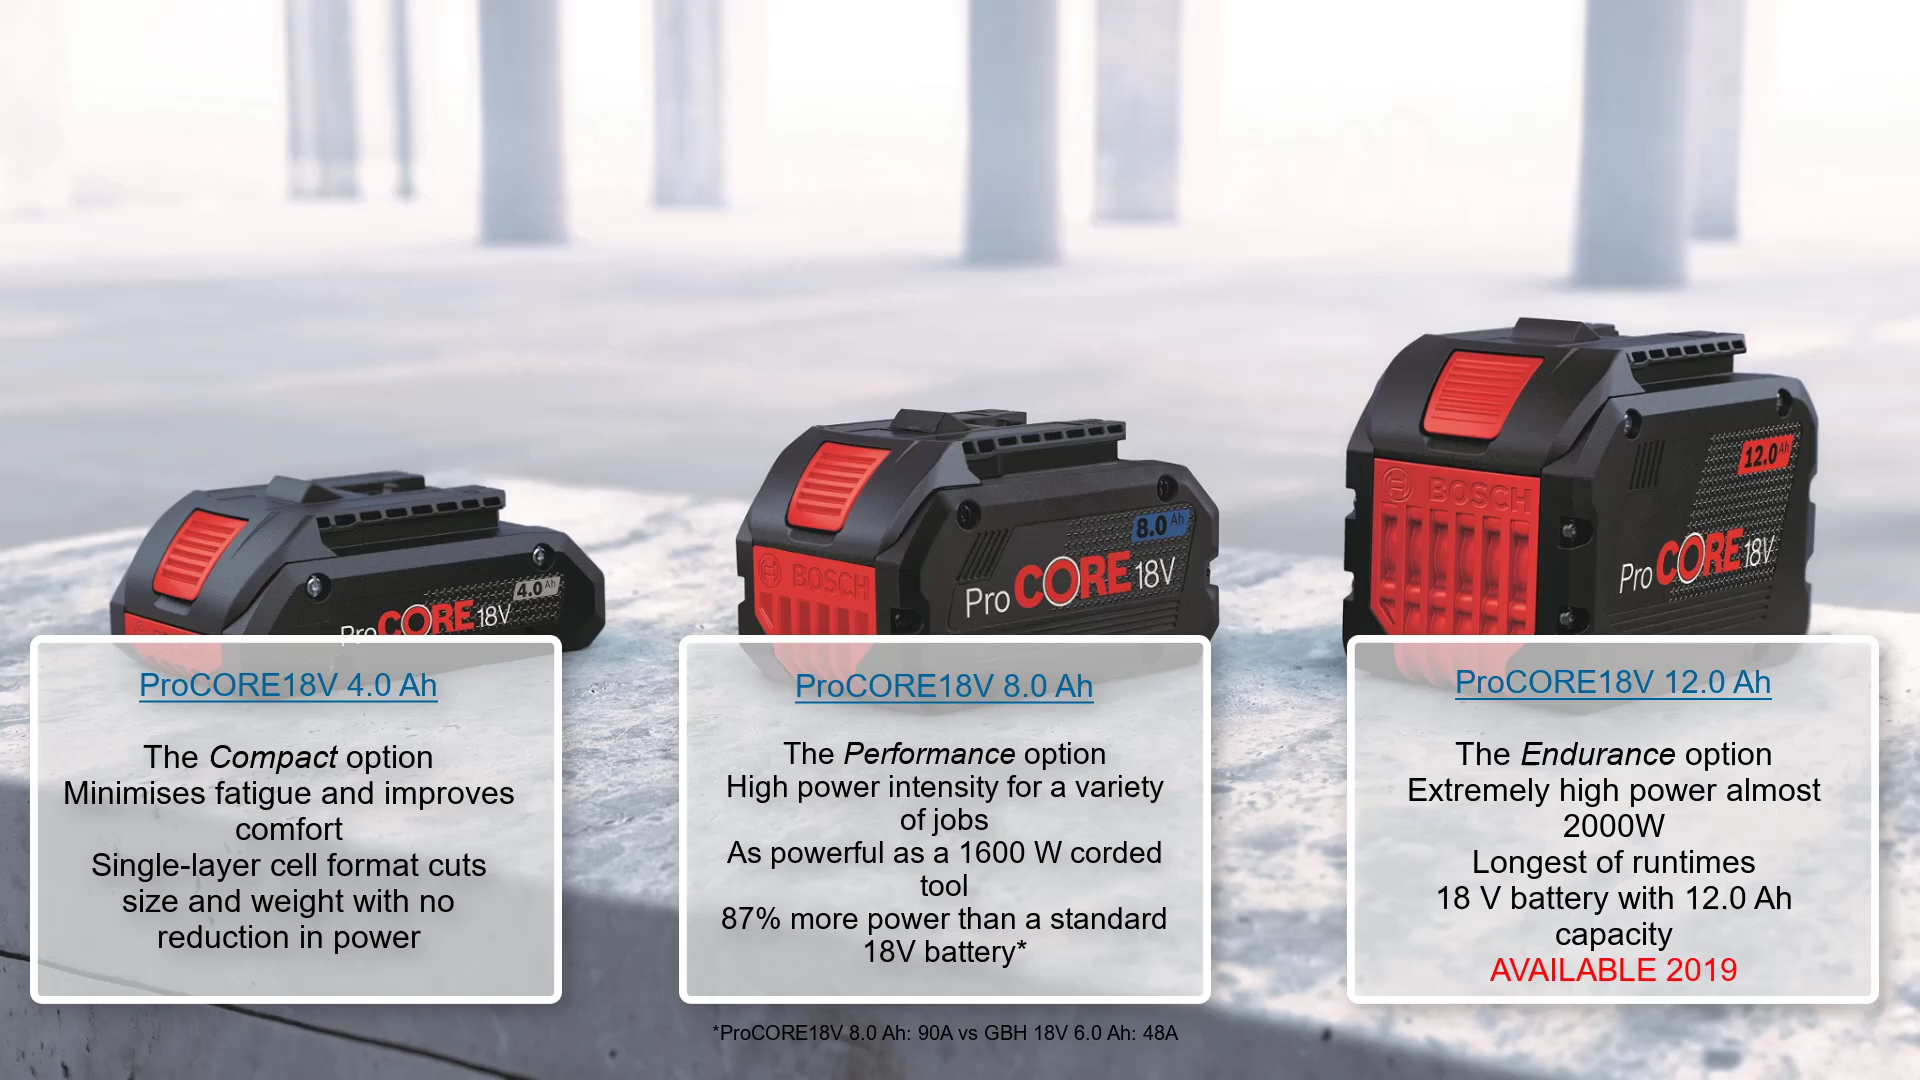 12.0 Ah
BOSCH
Pro CORE 18V
8.0 Ah
BOSCH
Pro CORE 18V
4.0 Ah
Pro CORE 18V
ProCORE18V 4.0 Ah
The Compact option
Minimises fatigue and improves
comfort
Single-layer cell format cuts
size and weight with no
reduction in power
ProCORE18V 8.0 Ah
The Performance option
High power intensity for a variety
of jobs
As powerful as a 1600 W corded
tool
87% more power than a standard
18V battery*
ProCORE18V 12.0 Ah
The Endurance option
Extremely high power almost
2000W
Longest of runtimes
18 V battery with 12.0 Ah
capacity
AVAILABLE 2019
*ProCORE18V 8.0 Ah: 90A vs GBH 18V 6.0 Ah: 48A